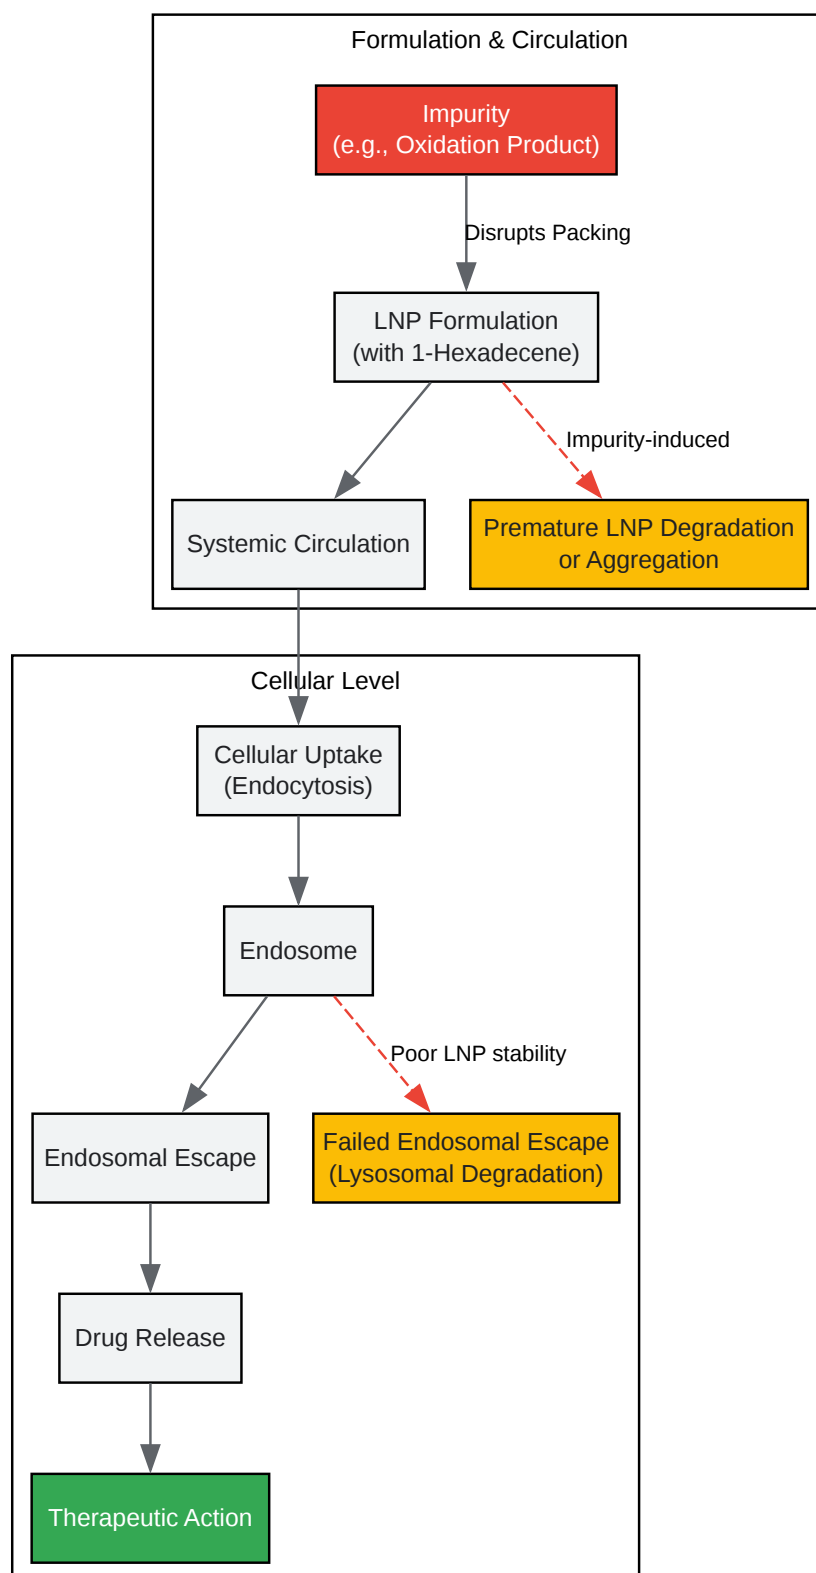 Formulation & Circulation
Impurity
(e.g., Oxidation Product)
Disrupts Packing
LNP Formulation
(with 1-Hexadecene)
Impurity-induced
Systemic Circulation
Premature LNP Degradation
or Aggregation
Cellular Level
Cellular Uptake
(Endocytosis)
Endosome
Poor LNP stability
Endosomal Escape
Failed Endosomal Escape
(Lysosomal Degradation)
Drug Release
Therapeutic Action